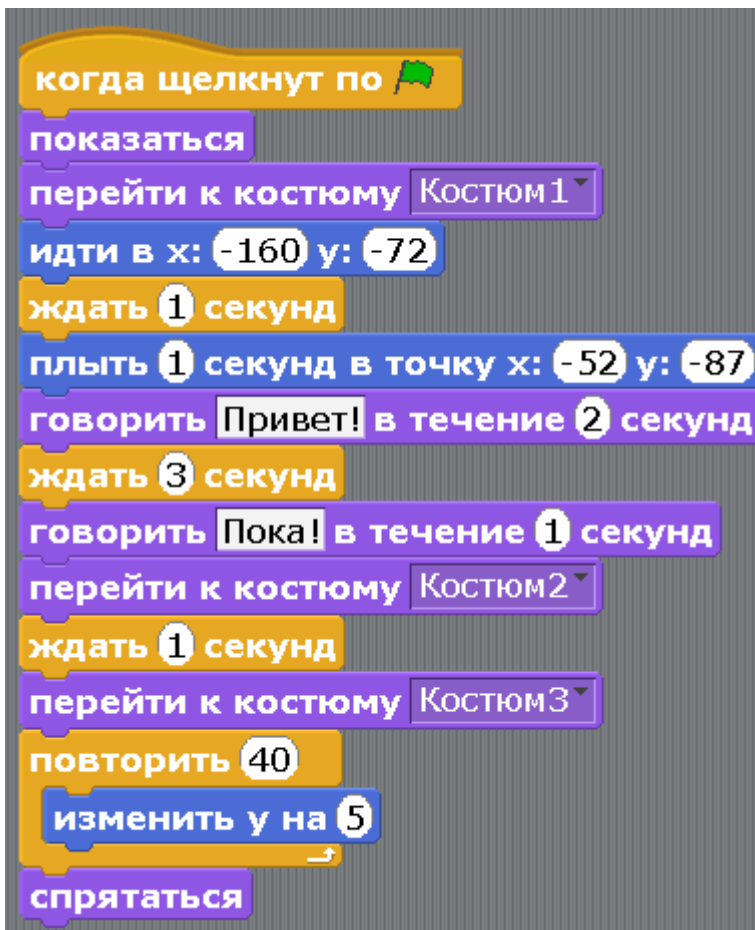 когда щелкнут по
показаться
перейти к костюму Костюм1
идти в x: -160 y: -72
ждать 1 секунд
плыть 1 секунд в точку x: -52 y: -87
говорить Привет! в течение 2 секунд
ждать 3 секунд
говорить Пока! в течение 1 секунд
перейти к костюму Костюм2
ждать 1 секунд
перейти к костюму Костюм3
повторить 40
изменить y на 5
спрятаться